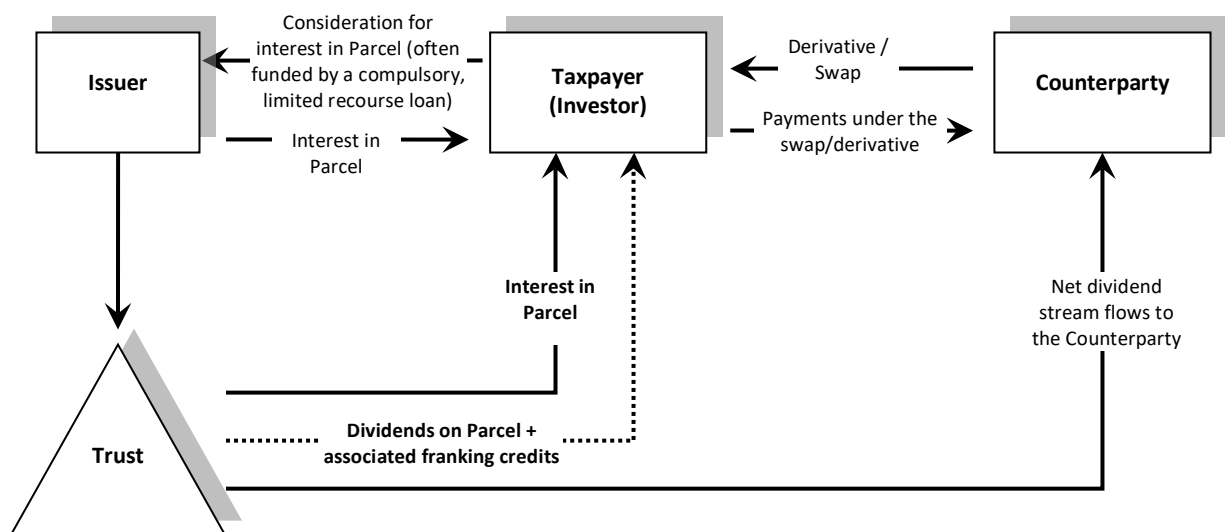 Issuer
Consideration for
interest in Parcel (often
funded by a compulsory,
limited recourse loan)
Interest in
Parcel
Taxpayer
(Investor)
Derivative /
Swap
Payments under the
swap/derivative
Counterparty
Interest in
Parcel
Net dividend
stream flows to
the Counterparty
Dividends on Parcel +
associated franking credits
Trust